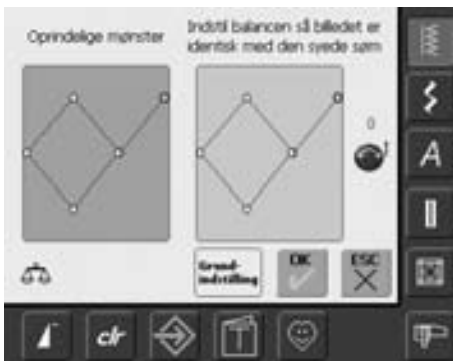 Oprindelige mønster
Indstil balancen så billedet er
identisk med den syede søm
0
A
Grund-
indstilling
OK
ESC
clr